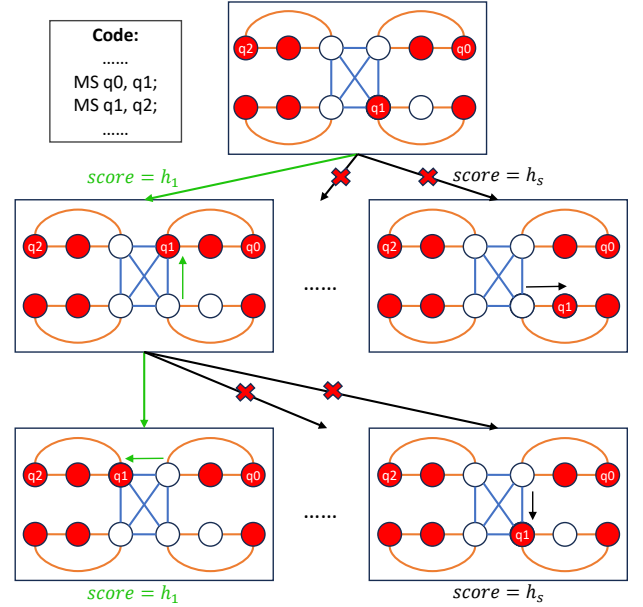 Code:
......
MS q0, q1;
MS q1, q2;
......
q2
q0
q1
score = h₁
score = hₛ
q2
q1
q0
......
q2
q0
q1
q2
q1
q0
......
q2
q0
q1
score = h₁
score = hₛ